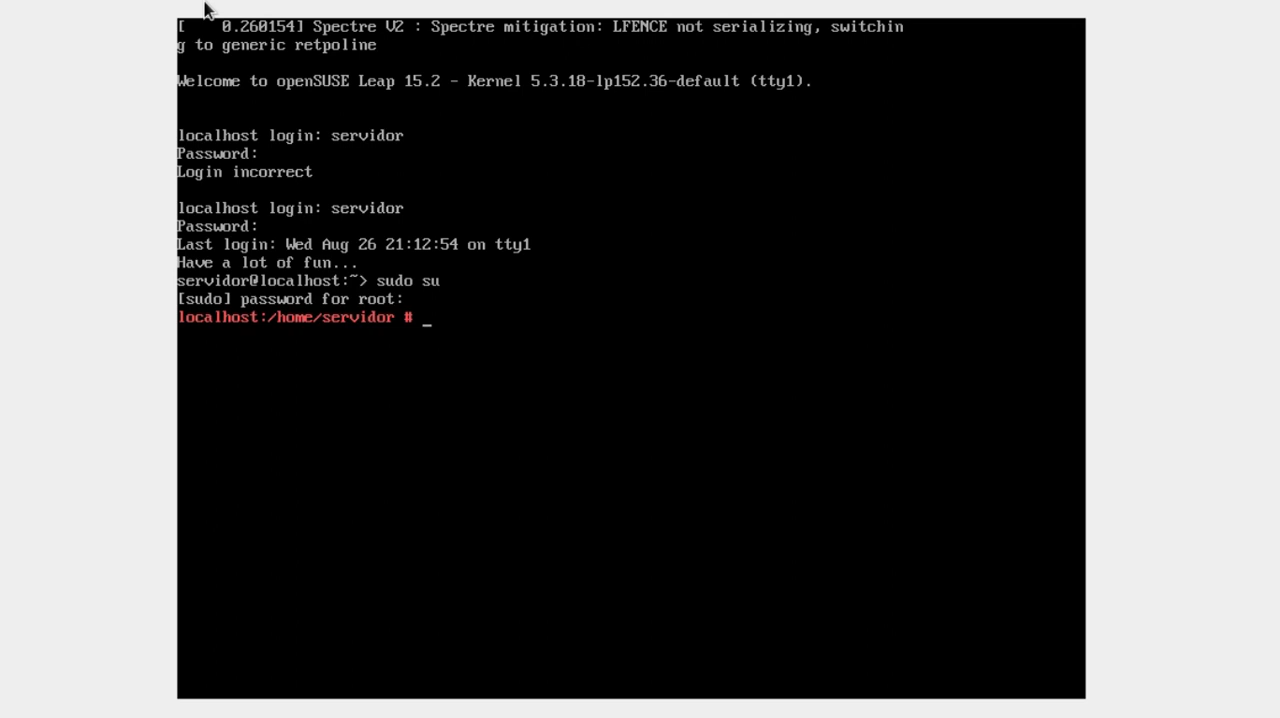 [    0.260154] Spectre V2 : Spectre mitigation: LFENCE not serializing, switchin
g to generic retpoline
Welcome to openSUSE Leap 15.2 - Kernel 5.3.18-lp152.36-default (tty1).
localhost login: servidor
Password:
Login incorrect
localhost login: servidor
Password:
Last login: Wed Aug 26 21:12:54 on tty1
Have a lot of fun...
servidor@localhost:~> sudo su
[sudo] password for root:
localhost:/home/servidor # _